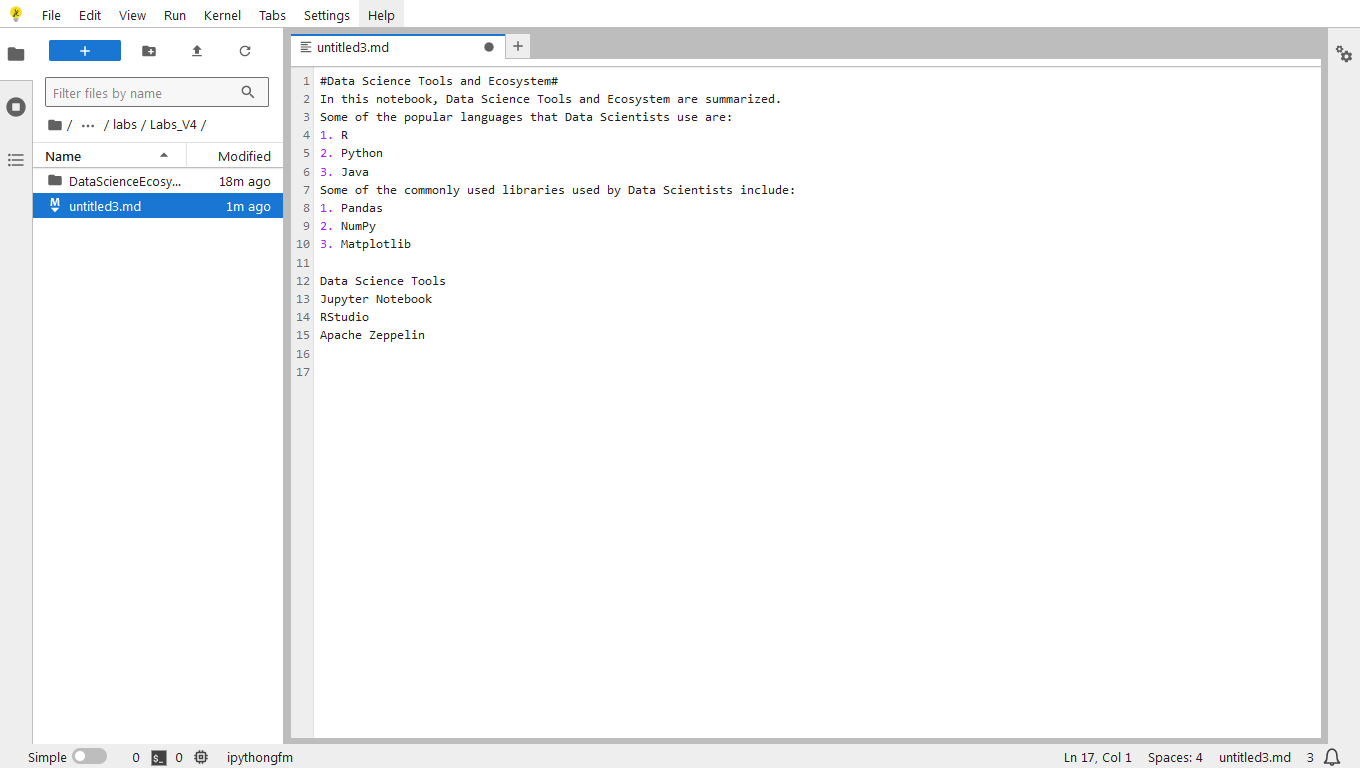 File Edit View Run Kernel Tabs Settings Help
+
Filter files by name
/ ... / labs / Labs_V4 /
Name Modified
DataScienceEcosy... 18m ago
M untitled3.md 1m ago
untitled3.md +
1 #Data Science Tools and Ecosystem#
2 In this notebook, Data Science Tools and Ecosystem are summarized.
3 Some of the popular languages that Data Scientists use are:
4 1. R
5 2. Python
6 3. Java
7 Some of the commonly used libraries used by Data Scientists include:
8 1. Pandas
9 2. NumPy
10 3. Matplotlib
11
12 Data Science Tools
13 Jupyter Notebook
14 RStudio
15 Apache Zeppelin
16
17
Simple 0 $_ 0 ipythongfm Ln 17, Col 1 Spaces: 4 untitled3.md 3